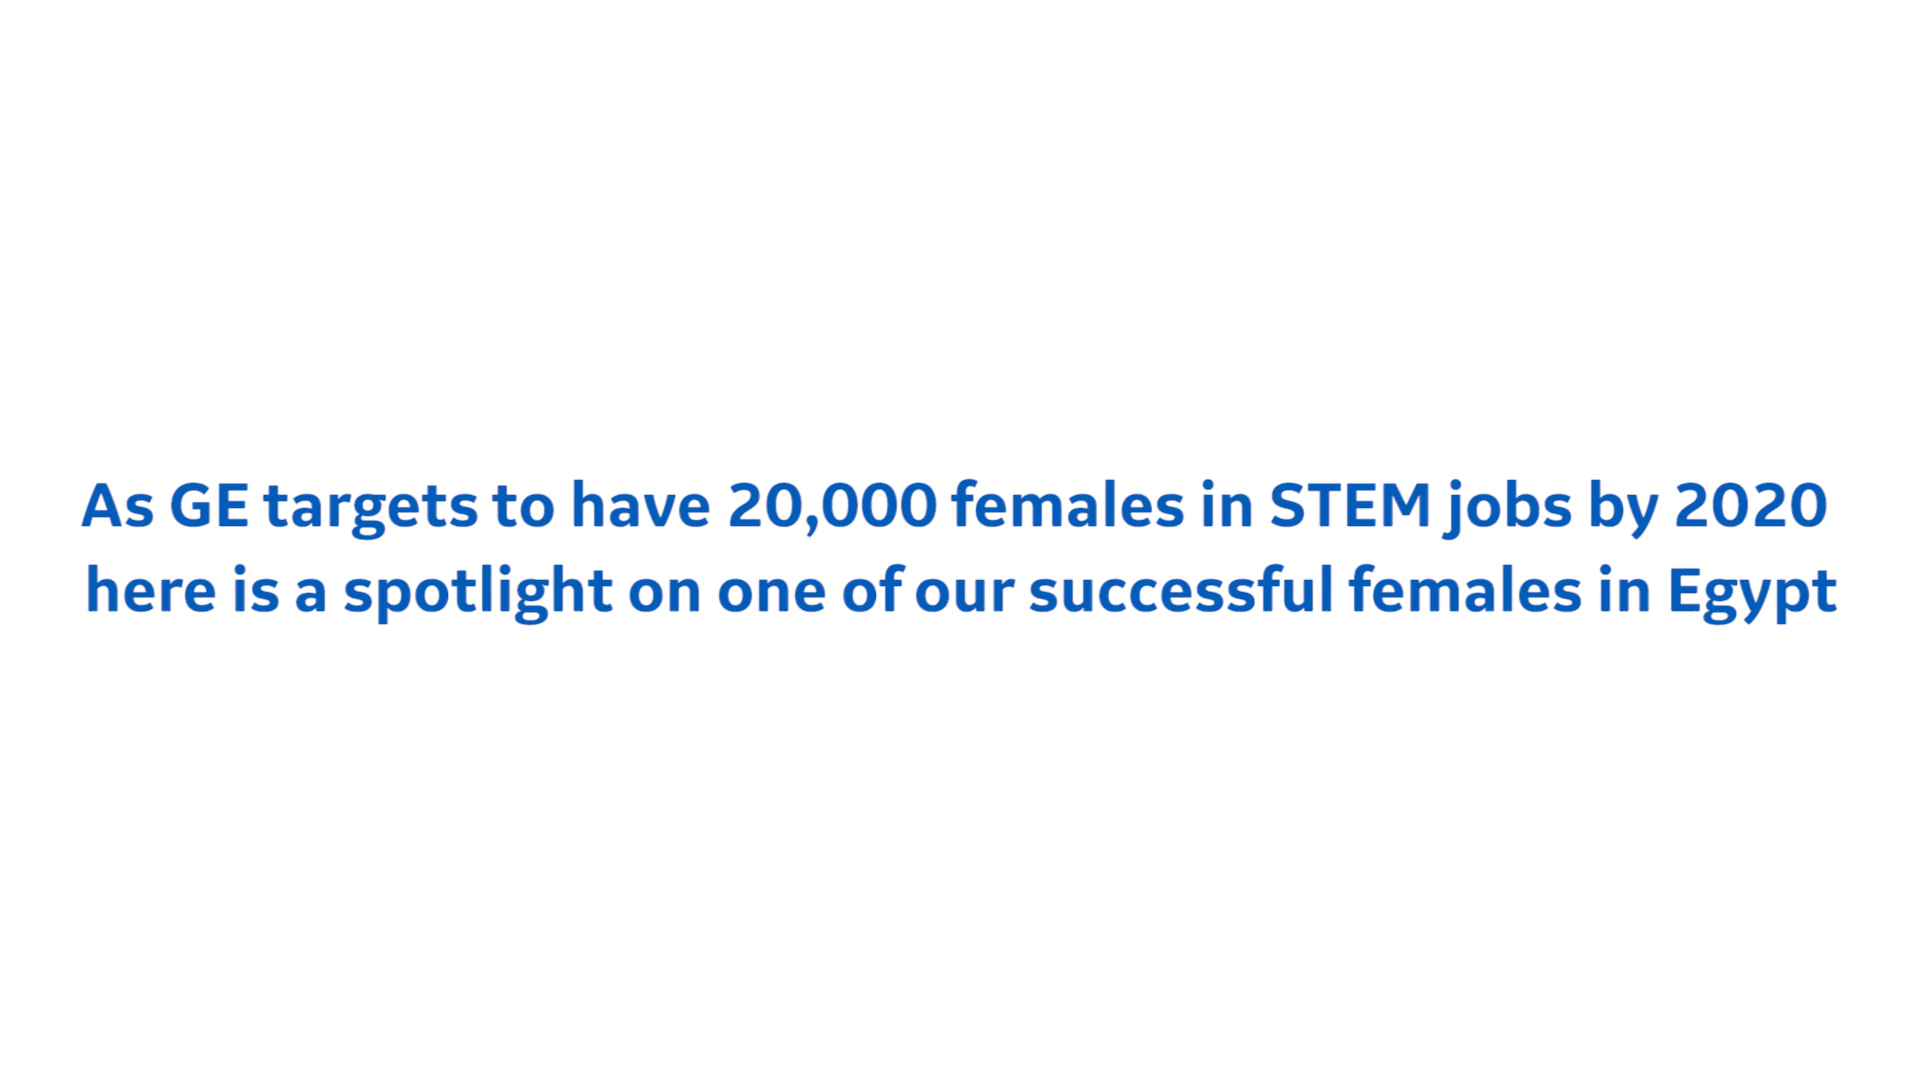 As GE targets to have 20,000 females in STEM jobs by 2020
here is a spotlight on one of our successful females in Egypt